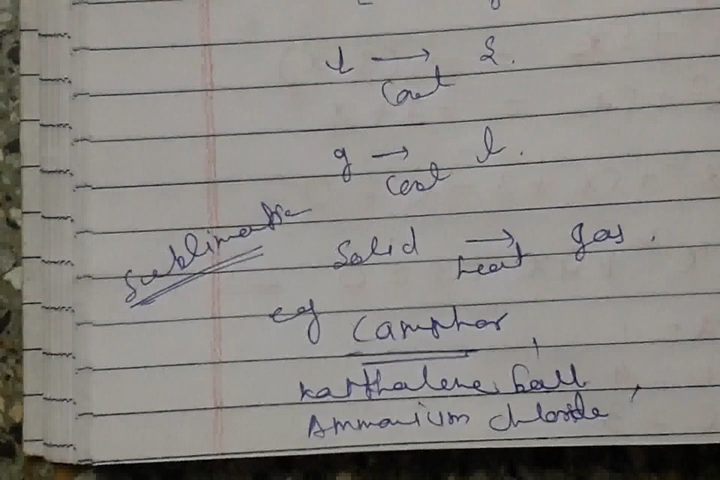 l → S.
Cool
g → l.
Cool
Sublimation Solid → gas.
heat
eg Camphor,
Napthalene ball,
Ammonium chloride,